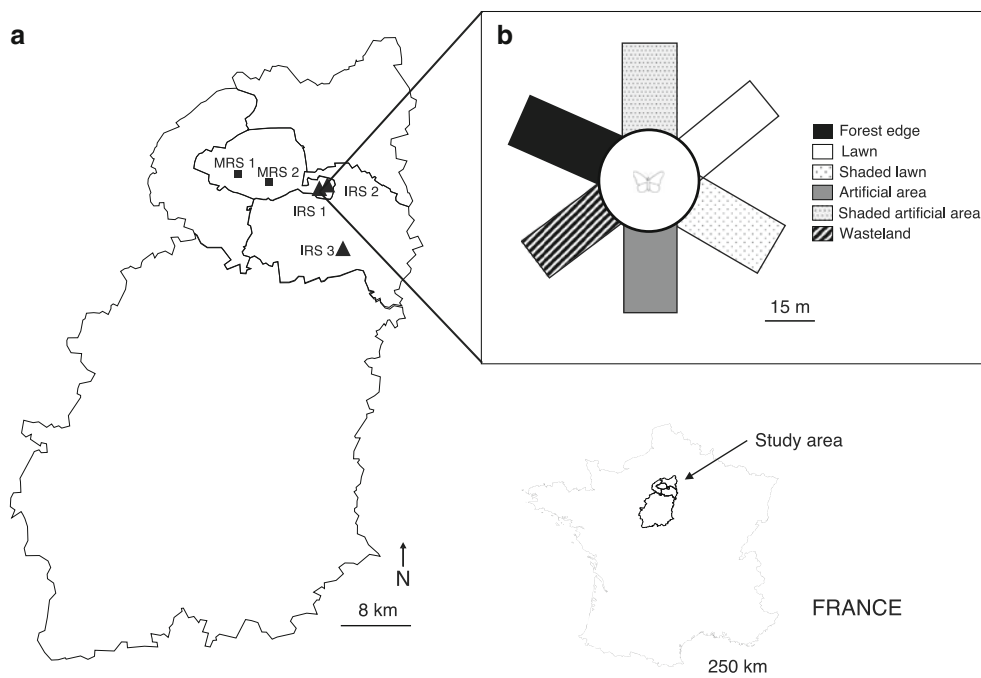 a
MRS 1
MRS 2
IRS 2
IRS 1
IRS 3
N
8 km
b
Forest edge
Lawn
Shaded lawn
Artificial area
Shaded artificial area
Wasteland
15 m
Study area
FRANCE
250 km